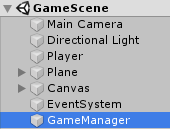 GameScene
Main Camera
Directional Light
Player
Plane
Canvas
EventSystem
GameManager